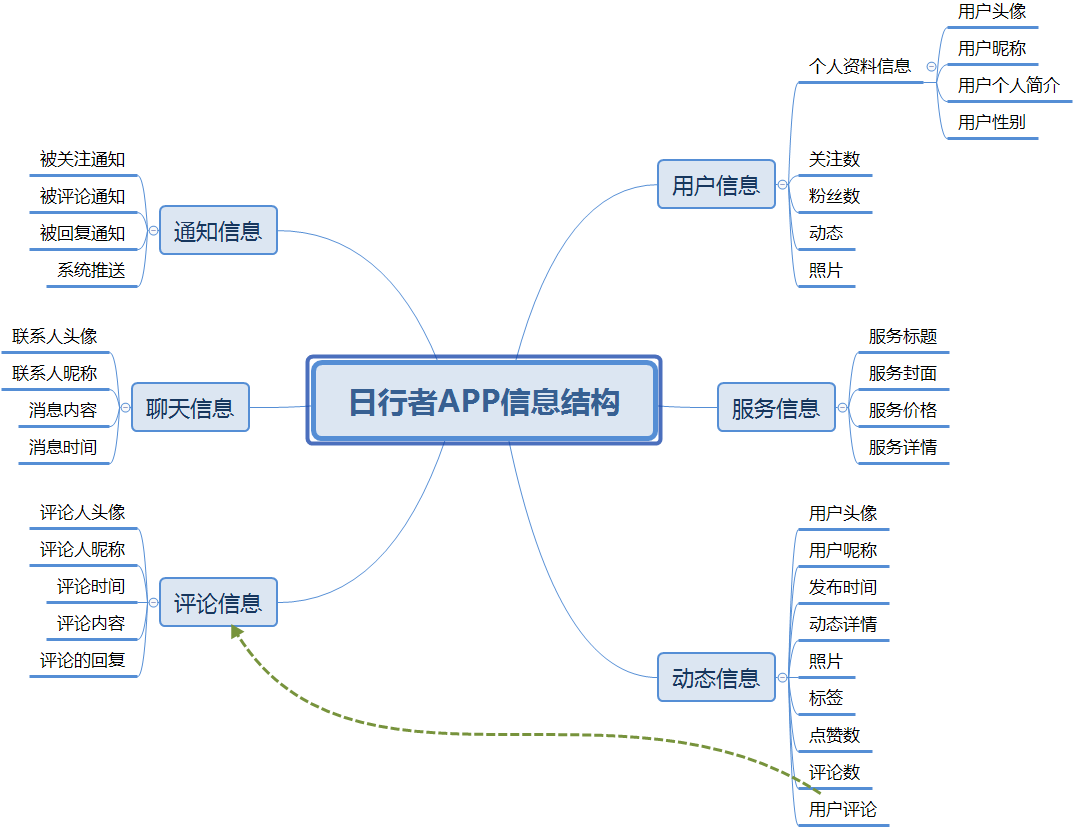 日行者APP信息结构
用户信息
个人资料信息
用户头像
用户昵称
用户个人简介
用户性别
关注数
粉丝数
动态
照片
服务信息
服务标题
服务封面
服务价格
服务详情
动态信息
用户头像
用户昵称
发布时间
动态详情
照片
标签
点赞数
评论数
用户评论
通知信息
被关注通知
被评论通知
被回复通知
系统推送
聊天信息
联系人头像
联系人昵称
消息内容
消息时间
评论信息
评论人头像
评论人昵称
评论时间
评论内容
评论的回复